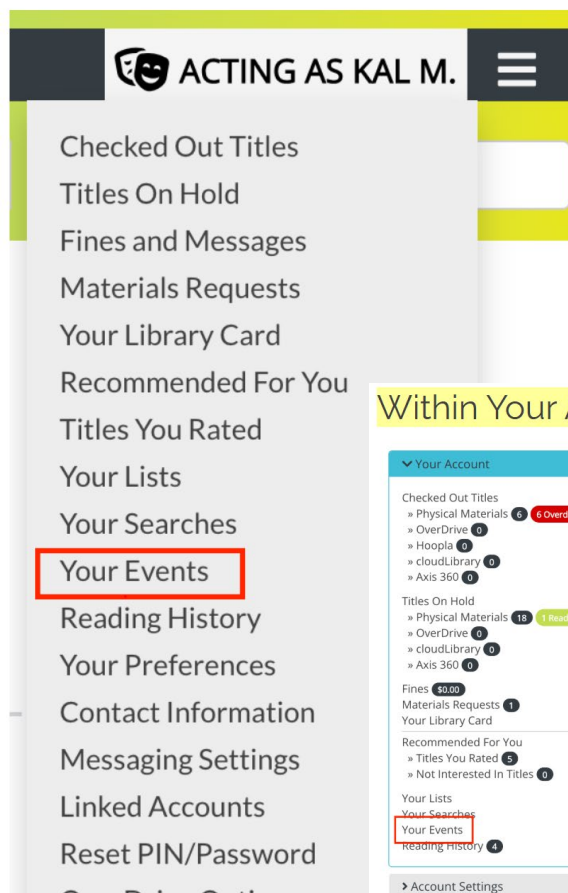 ACTING AS KAL M.
Checked Out Titles
Titles On Hold
Fines and Messages
Materials Requests
Your Library Card
Recommended For You
Titles You Rated
Your Lists
Your Searches
Your Events
Reading History
Your Preferences
Contact Information
Messaging Settings
Linked Accounts
Reset PIN/Password
Within Your
Your Account
Checked Out Titles
» Physical Materials 6 6 Overd
» OverDrive 0
» Hoopla 0
» cloudLibrary 0
» Axis 360 0
Titles On Hold
» Physical Materials 18 1 Read
» OverDrive 0
» cloudLibrary 0
» Axis 360 0
Fines $0.00
Materials Requests 1
Your Library Card
Recommended For You
» Titles You Rated 5
» Not Interested In Titles 0
Your Lists
Your Searches
Your Events
Reading History 4
Account Settings